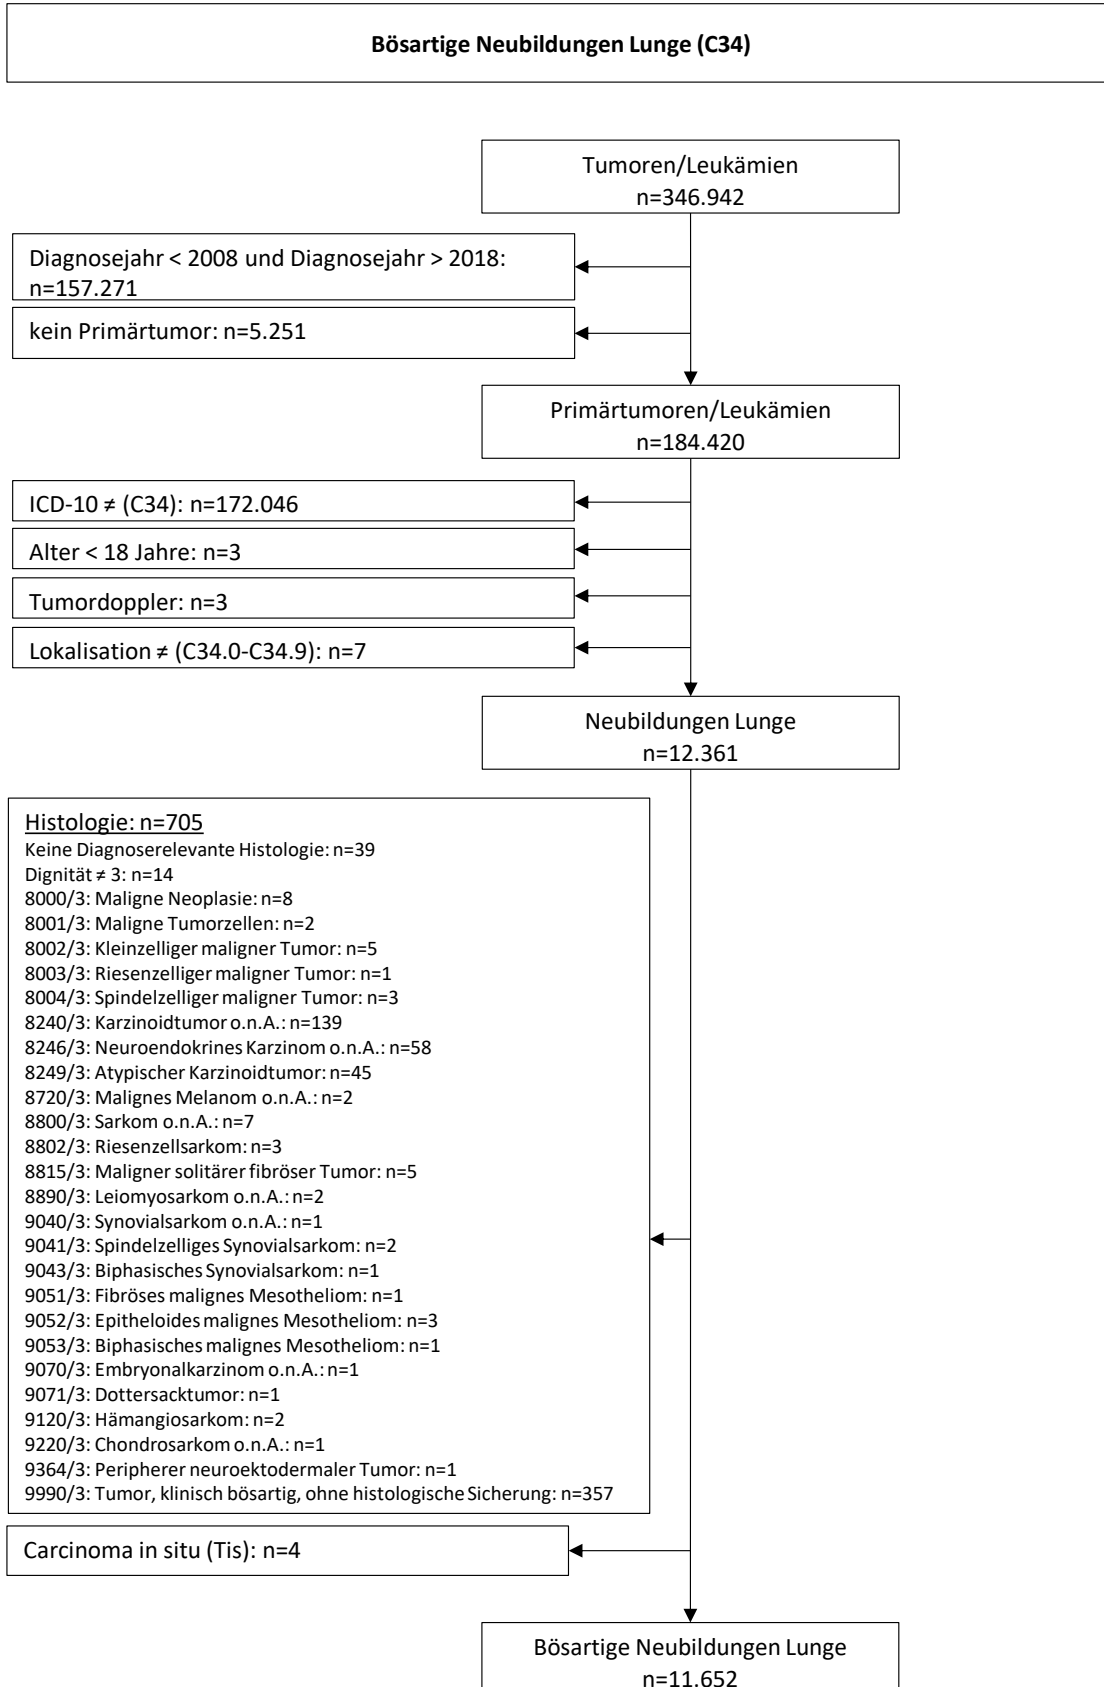 Bösartige Neubildungen Lunge (C34)
Tumoren/Leukämien
n=346.942
Diagnosejahr < 2008 und Diagnosejahr > 2018:
n=157.271
kein Primärtumor: n=5.251
Primärtumoren/Leukämien
n=184.420
ICD-10 ≠ (C34): n=172.046
Alter < 18 Jahre: n=3
Tumordoppler: n=3
Lokalisation ≠ (C34.0-C34.9): n=7
Neubildungen Lunge
n=12.361
Histologie: n=705
Keine Diagnoserelevante Histologie: n=39
Dignität ≠ 3: n=14
8000/3: Maligne Neoplasie: n=8
8001/3: Maligne Tumorzellen: n=2
8002/3: Kleinzelliger maligner Tumor: n=5
8003/3: Riesenzelliger maligner Tumor: n=1
8004/3: Spindelzelliger maligner Tumor: n=3
8240/3: Karzinoidtumor o.n.A.: n=139
8246/3: Neuroendokrines Karzinom o.n.A.: n=58
8249/3: Atypischer Karzinoidtumor: n=45
8720/3: Malignes Melanom o.n.A.: n=2
8800/3: Sarkom o.n.A.: n=7
8802/3: Riesenzellsarkom: n=3
8815/3: Maligner solitärer fibröser Tumor: n=5
8890/3: Leiomyosarkom o.n.A.: n=2
9040/3: Synovialsarkom o.n.A.: n=1
9041/3: Spindelzelliges Synovialsarkom: n=2
9043/3: Biphasisches Synovialsarkom: n=1
9051/3: Fibröses malignes Mesotheliom: n=1
9052/3: Epitheloides malignes Mesotheliom: n=3
9053/3: Biphasisches malignes Mesotheliom: n=1
9070/3: Embryonalkarzinom o.n.A.: n=1
9071/3: Dottersacktumor: n=1
9120/3: Hämangiosarkom: n=2
9220/3: Chondrosarkom o.n.A.: n=1
9364/3: Peripherer neuroektodermaler Tumor: n=1
9990/3: Tumor, klinisch bösartig, ohne histologische Sicherung: n=357
Carcinoma in situ (Tis): n=4
Bösartige Neubildungen Lunge
n=11.652